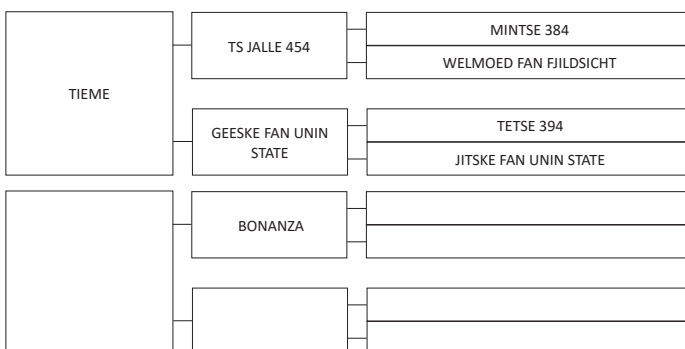 MINTSE 384
TS JALLE 454
WELMOED FAN FJILDSICHT
TIEME
TETSE 394
GEESKE FAN UNIN
STATE
JITSKE FAN UNIN STATE
BONANZA